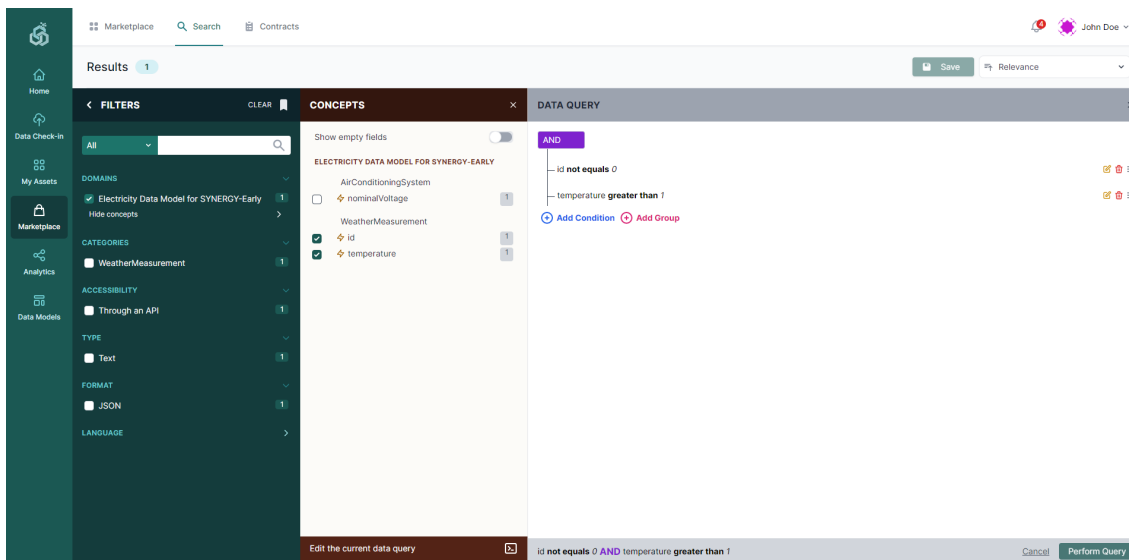 Marketplace
Search
Contracts
4
John Doe
Results 1
Save
Relevance
Home
Data Check-in
My Assets
Marketplace
Analytics
Data Models
FILTERS
CLEAR
All
DOMAINS
Electricity Data Model for SYNERGY-Early 1
Hide concepts
CATEGORIES
WeatherMeasurement 1
ACCESSIBILITY
Through an API 1
TYPE
Text 1
FORMAT
JSON 1
LANGUAGE
CONCEPTS
Show empty fields
ELECTRICITY DATA MODEL FOR SYNERGY-EARLY
AirConditioningSystem
nominalVoltage 1
WeatherMeasurement
id 1
temperature 1
Edit the current data query
DATA QUERY
AND
id not equals 0
temperature greater than 1
Add Condition Add Group
id not equals 0 AND temperature greater than 1
Cancel
Perform Query